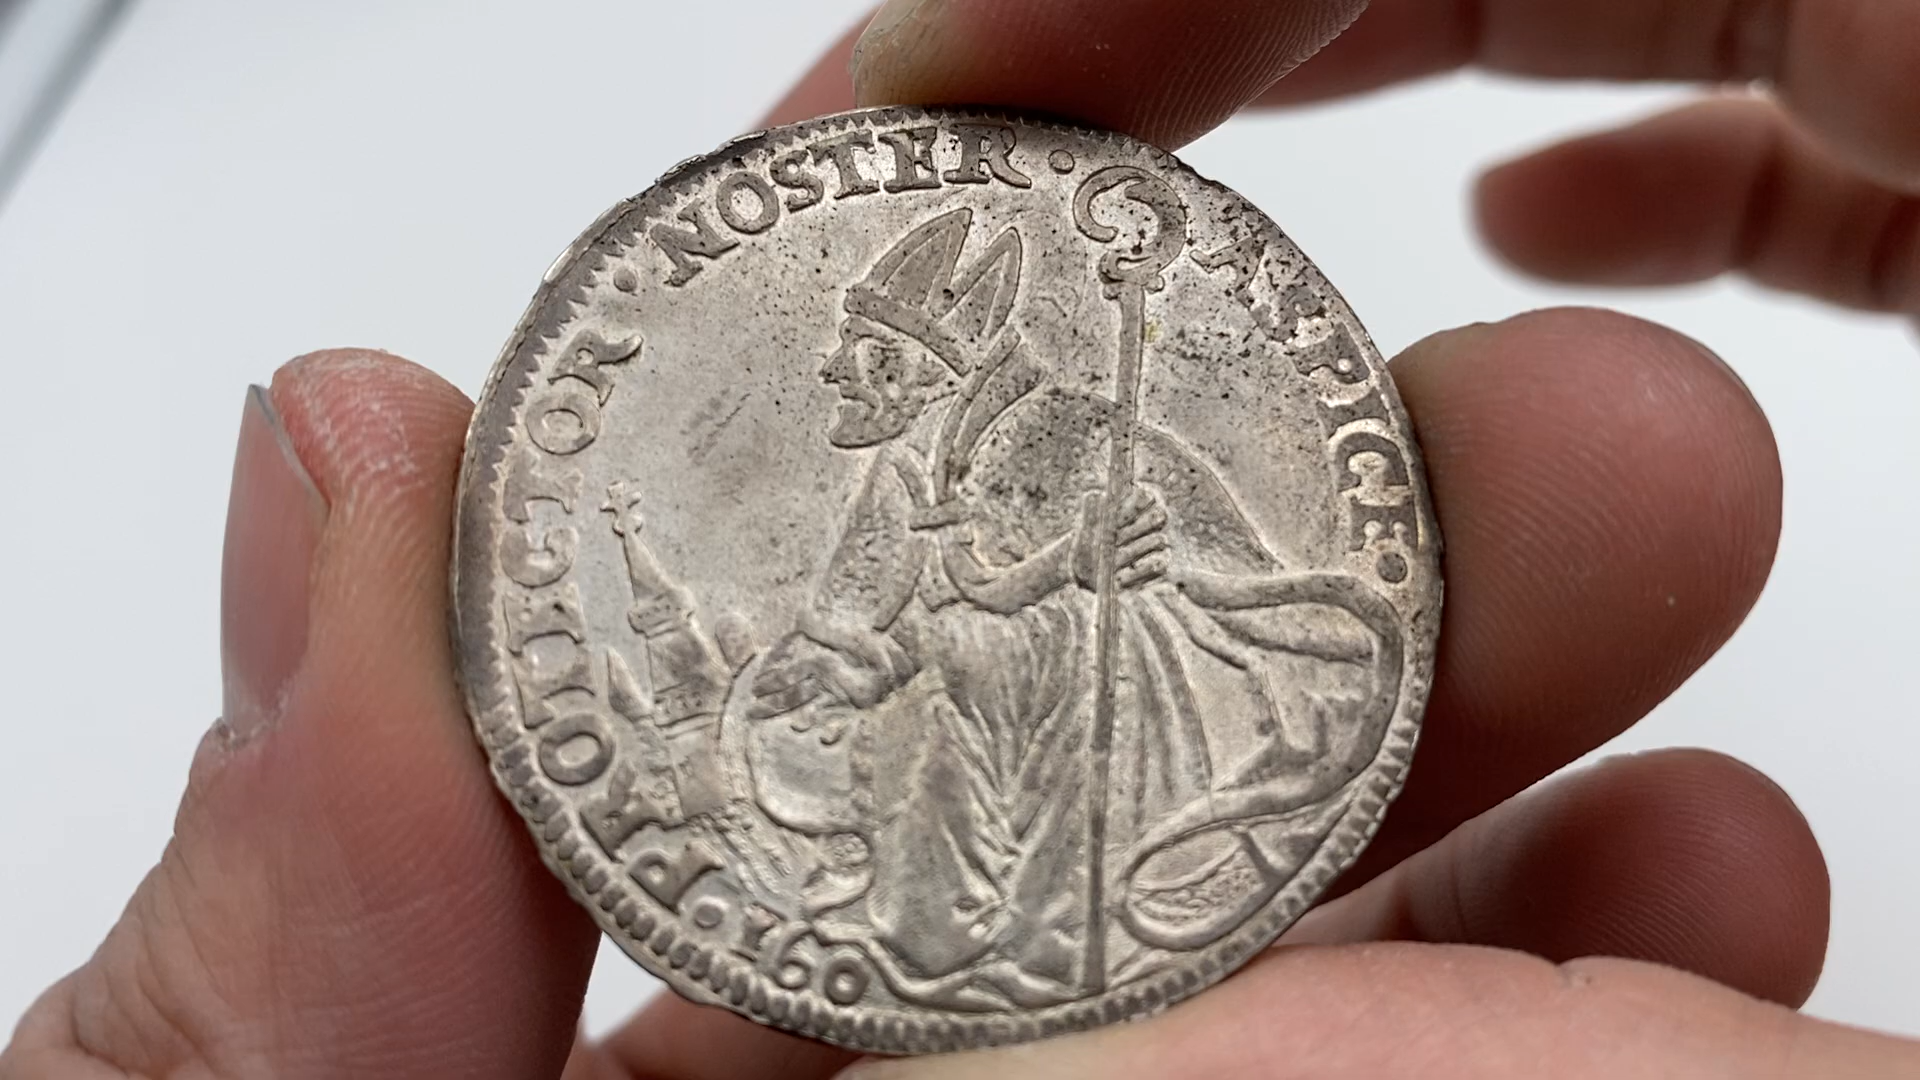 PROTECTOR · NOSTER · ASPICE ·
· 160